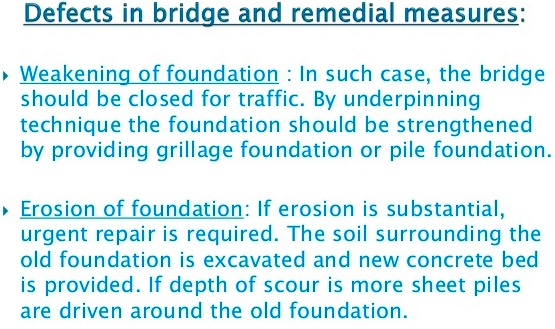 Defects in bridge and remedial measures:
Weakening of foundation : In such case, the bridge
should be closed for traffic. By underpinning
technique the foundation should be strengthened
by providing grillage foundation or pile foundation.
Erosion of foundation: If erosion is substantial,
urgent repair is required. The soil surrounding the
old foundation is excavated and new concrete bed
is provided. If depth of scour is more sheet piles
are driven around the old foundation.